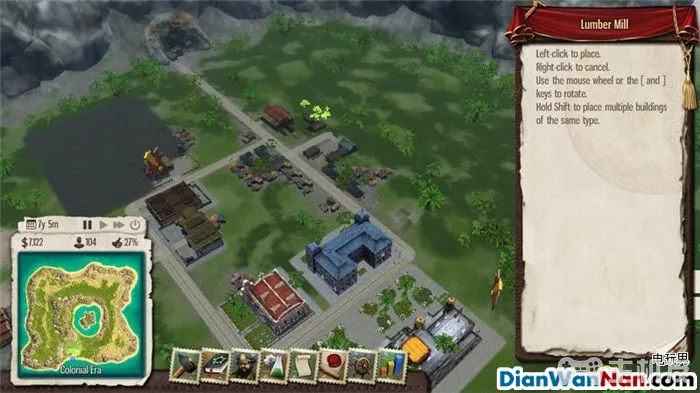 Lumber Mill
Left-click to place.
Right-click to cancel.
Use the mouse wheel or the [ and ]
keys to rotate.
Hold Shift to place multiple buildings
of the same type.
7y 5m
$7,122 104 27%
Colonial Era
电玩男
DianWanNan.com